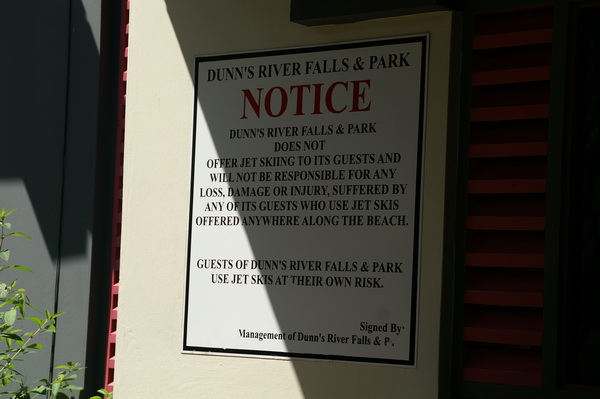 DUNN'S RIVER FALLS & PARK
NOTICE
DUNN'S RIVER FALLS & PARK
DOES NOT
OFFER JET SKIING TO ITS GUESTS AND
WILL NOT BE RESPONSIBLE FOR ANY
LOSS, DAMAGE OR INJURY, SUFFERED BY
ANY OF ITS GUESTS WHO USE JET SKIS
OFFERED ANYWHERE ALONG THE BEACH.
GUESTS OF DUNN'S RIVER FALLS & PARK
USE JET SKIS AT THEIR OWN RISK.
Signed By
Management of Dunn's River Falls & P